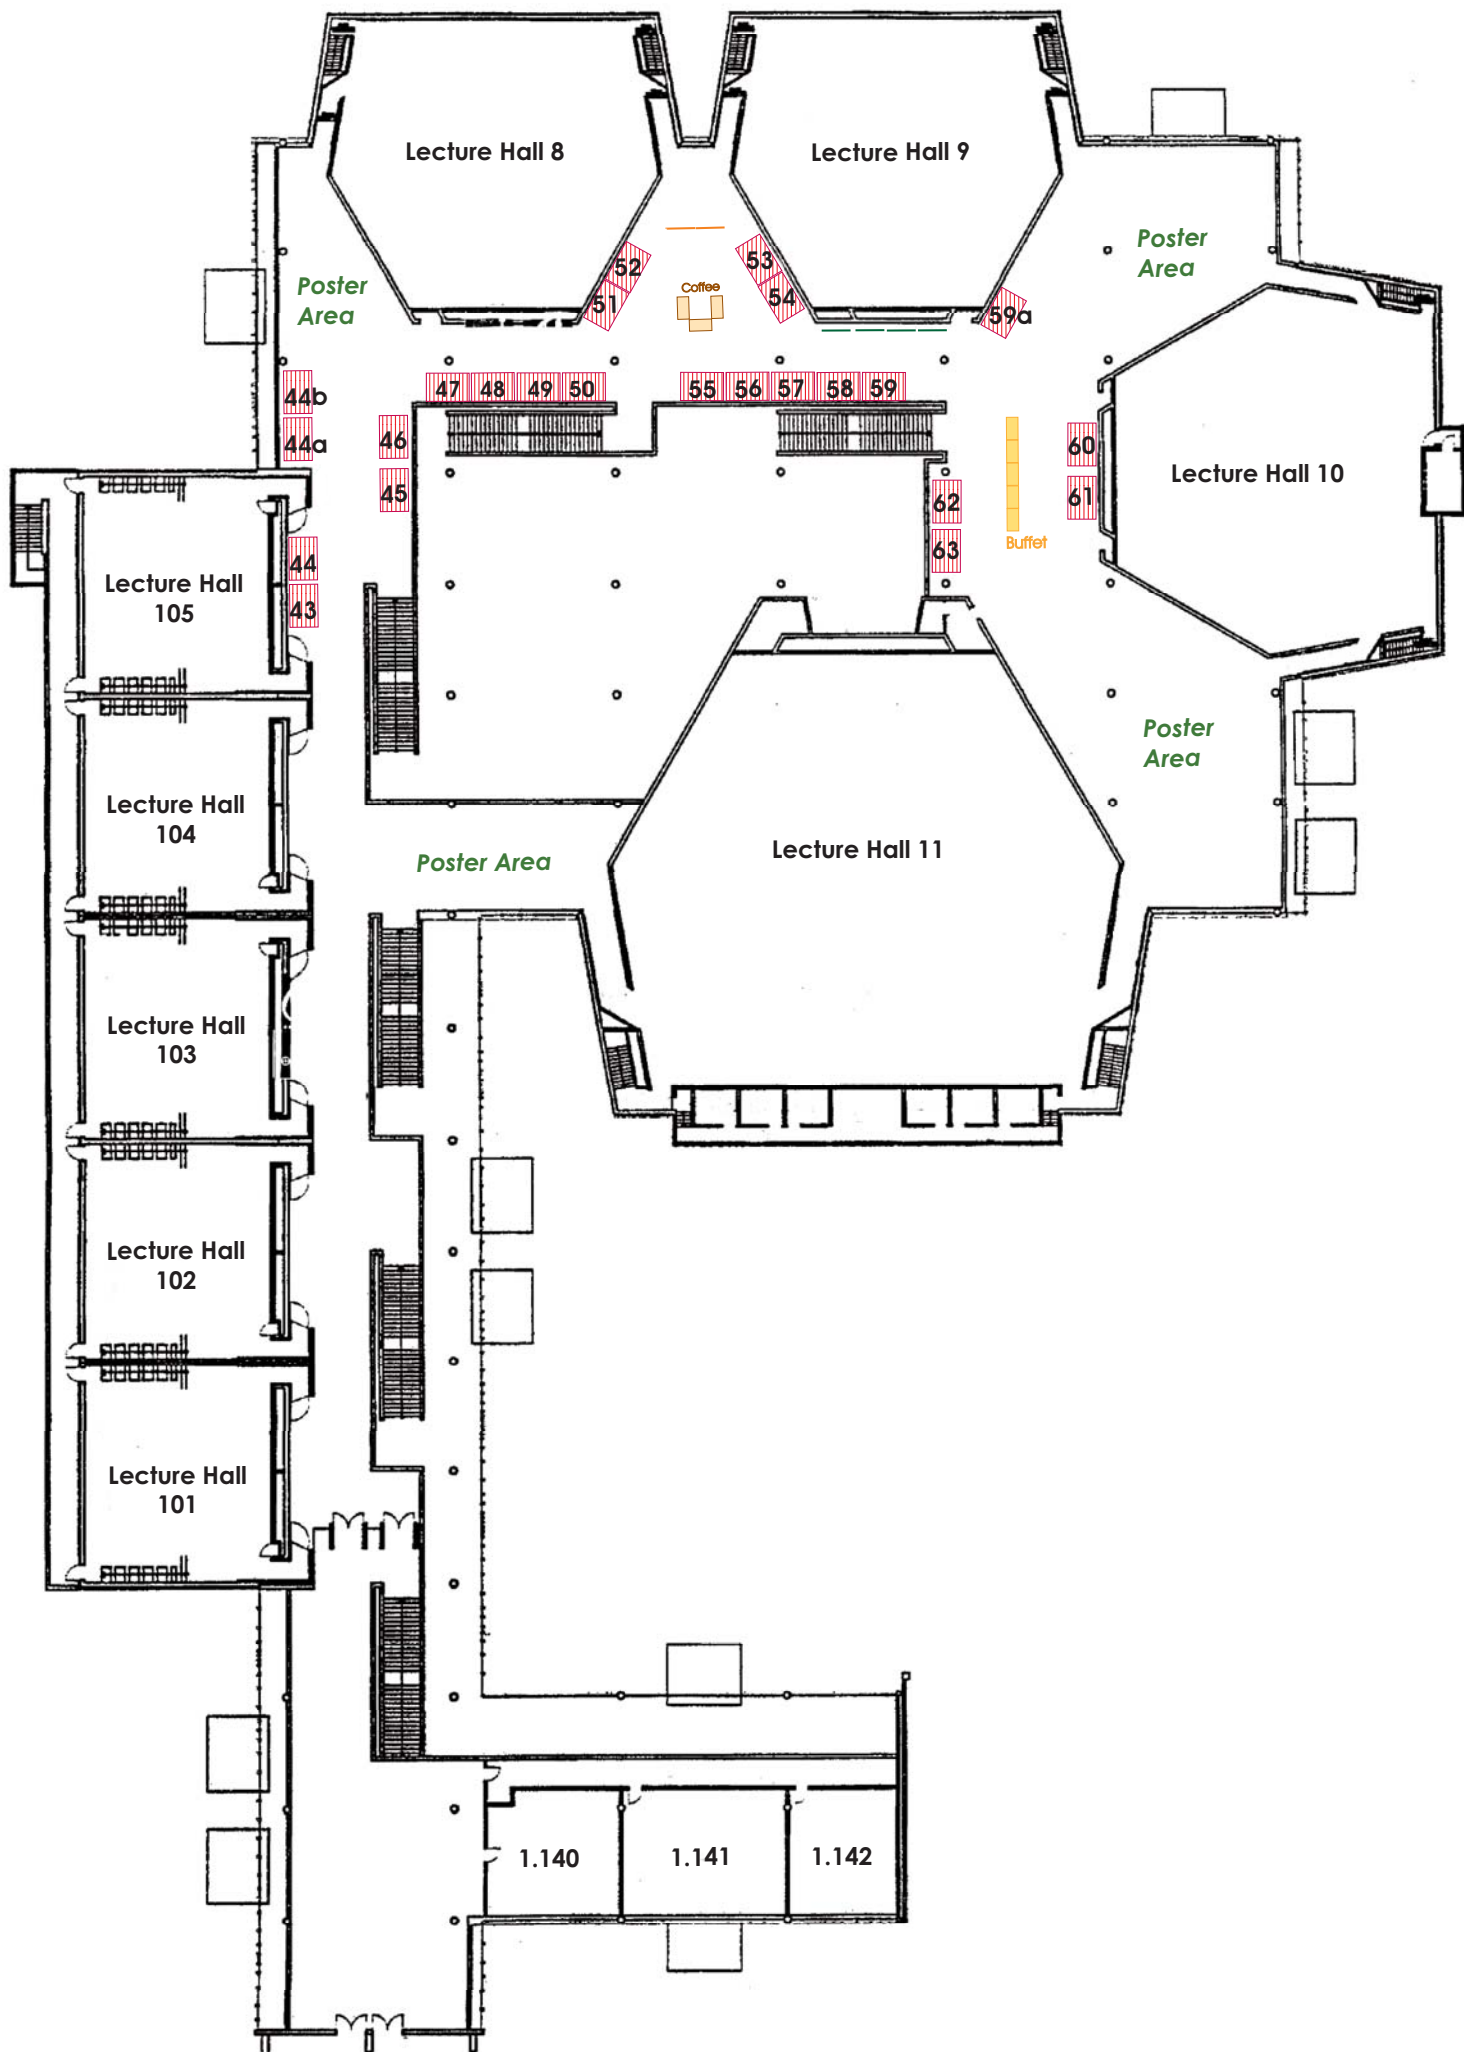 Lecture Hall 8
Lecture Hall 9
Poster
Area
Poster
Area
52
51
53
54
Coffee
59a
44b
44a
47
48
49
50
55
56
57
58
59
46
45
60
61
Lecture Hall 10
62
63
Buffet
44
43
Lecture Hall
105
Lecture Hall
104
Poster
Area
Lecture Hall 11
Poster Area
Lecture Hall
103
Lecture Hall
102
Lecture Hall
101
1.140
1.141
1.142